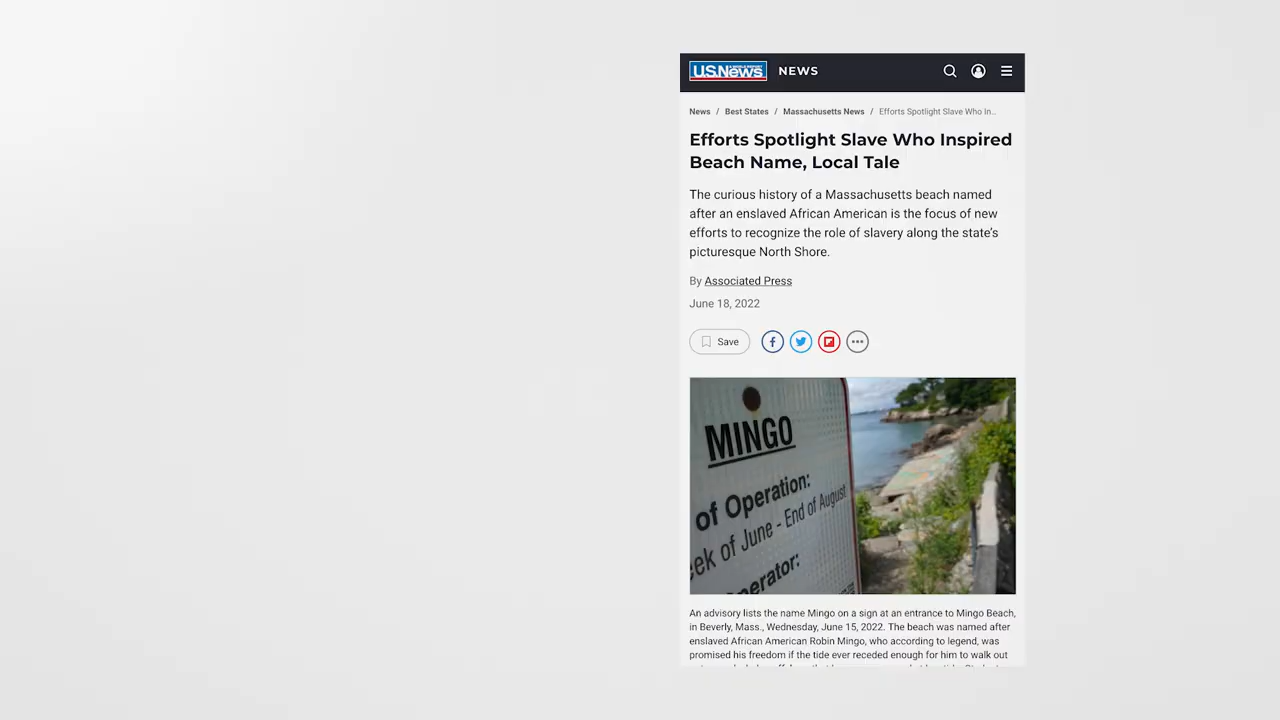 U.S.News NEWS
News / Best States / Massachusetts News / Efforts Spotlight Slave Who In...
Efforts Spotlight Slave Who Inspired
Beach Name, Local Tale
The curious history of a Massachusetts beach named
after an enslaved African American is the focus of new
efforts to recognize the role of slavery along the state's
picturesque North Shore.
By Associated Press
June 18, 2022
Save
MINGO
of Operation:
eek of June - End of August
perator:
An advisory lists the name Mingo on a sign at an entrance to Mingo Beach,
in Beverly, Mass., Wednesday, June 15, 2022. The beach was named after
enslaved African American Robin Mingo, who according to legend, was
promised his freedom if the tide ever receded enough for him to walk out